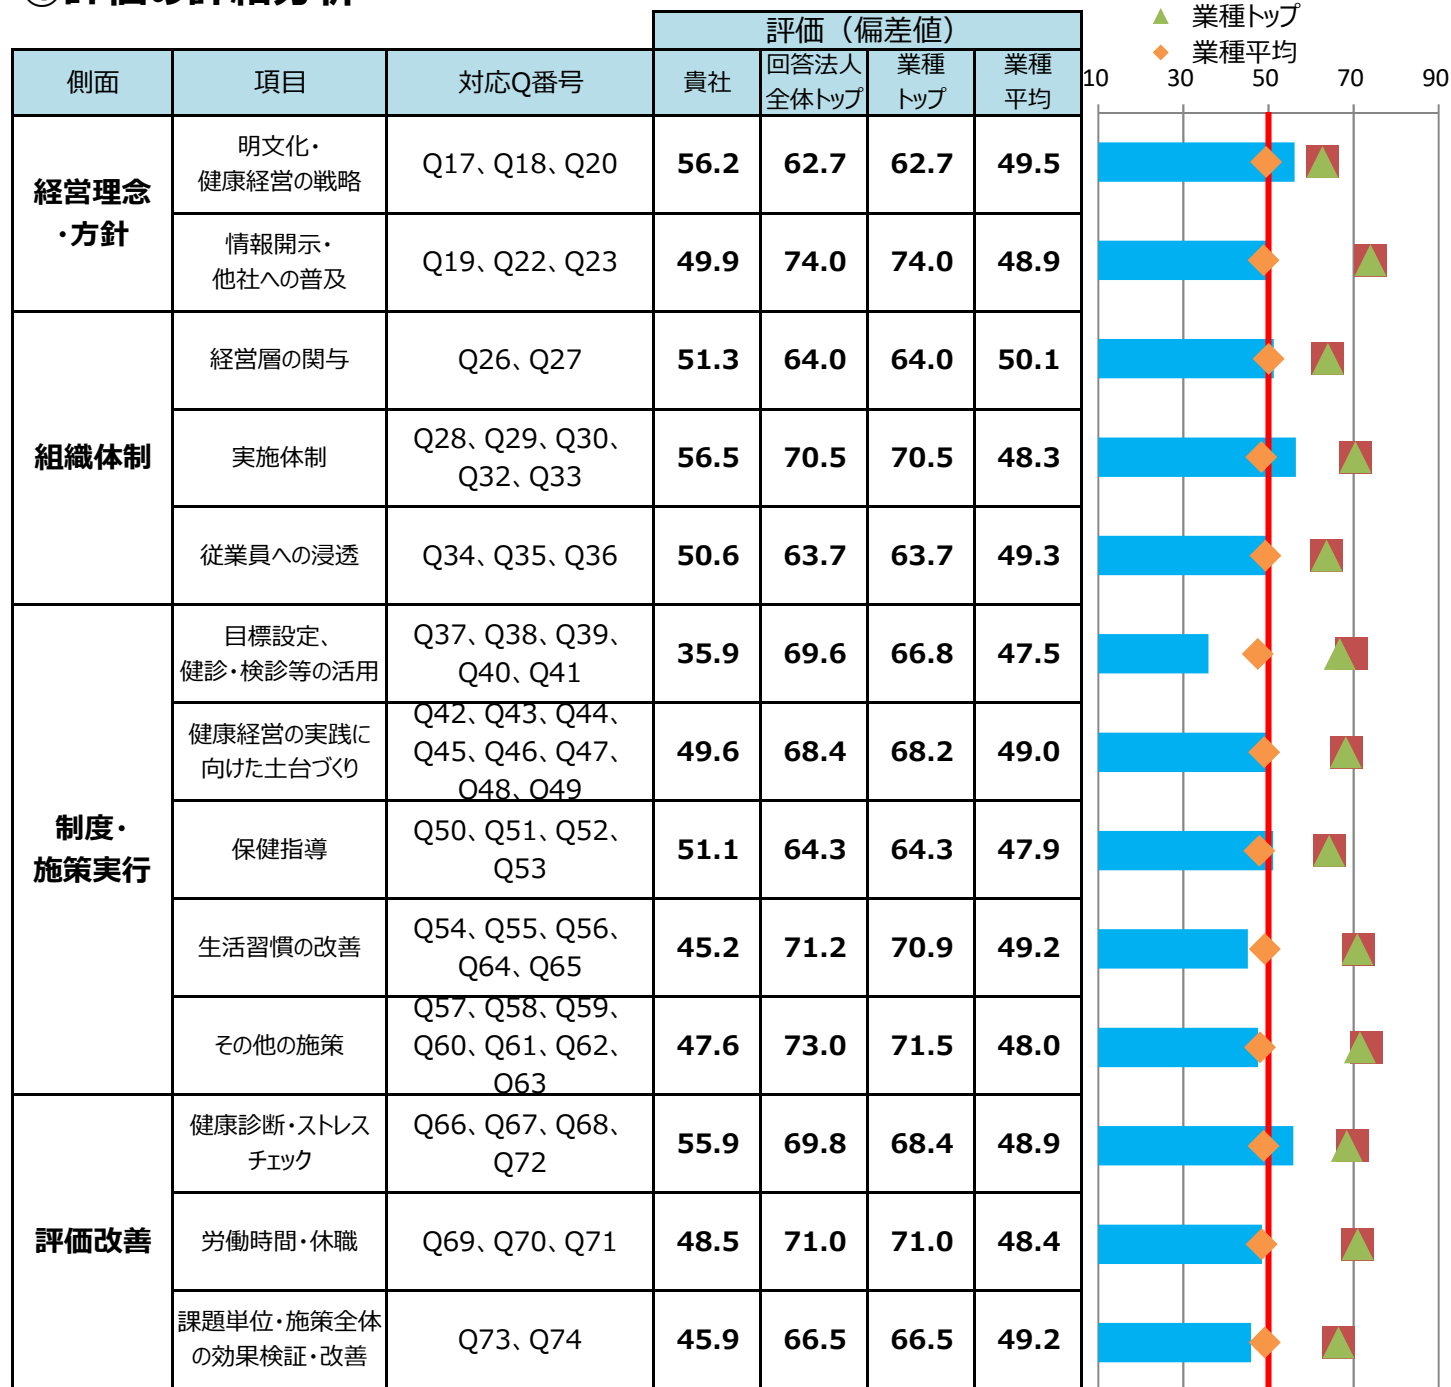 ①評価の詳細分析
▲ 業種トップ
◆ 業種平均
評価（偏差値）
側面 項目 対応Q番号 貴社 回答法人 全体トップ 業種 トップ 業種 平均
10 30 50 70 90
経営理念
・方針
明文化・
健康経営の戦略
Q17、Q18、Q20 56.2 62.7 62.7 49.5
情報開示・
他社への普及
Q19、Q22、Q23 49.9 74.0 74.0 48.9
組織体制
経営層の関与 Q26、Q27 51.3 64.0 64.0 50.1
実施体制
Q28、Q29、Q30、
Q32、Q33
56.5 70.5 70.5 48.3
従業員への浸透 Q34、Q35、Q36 50.6 63.7 63.7 49.3
制度・
施策実行
目標設定、
健診・検診等の活用
Q37、Q38、Q39、
Q40、Q41
35.9 69.6 66.8 47.5
健康経営の実践に
向けた土台づくり
Q42、Q43、Q44、
Q45、Q46、Q47、
Q48、Q49
49.6 68.4 68.2 49.0
保健指導
Q50、Q51、Q52、
Q53
51.1 64.3 64.3 47.9
生活習慣の改善
Q54、Q55、Q56、
Q64、Q65
45.2 71.2 70.9 49.2
その他の施策
Q57、Q58、Q59、
Q60、Q61、Q62、
Q63
47.6 73.0 71.5 48.0
評価改善
健康診断・ストレス
チェック
Q66、Q67、Q68、
Q72
55.9 69.8 68.4 48.9
労働時間・休職 Q69、Q70、Q71 48.5 71.0 71.0 48.4
課題単位・施策全体
の効果検証・改善
Q73、Q74 45.9 66.5 66.5 49.2